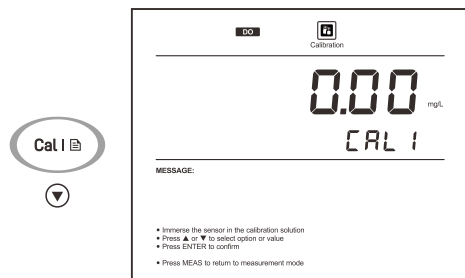 DO
Calibration
0.00 mg/L
CAL 1
Cal I
MESSAGE:
• Immerse the sensor in the calibration solution
• Press ▲ or ▼ to select option or value
• Press ENTER to confirm
• Press MEAS to return to measurement mode